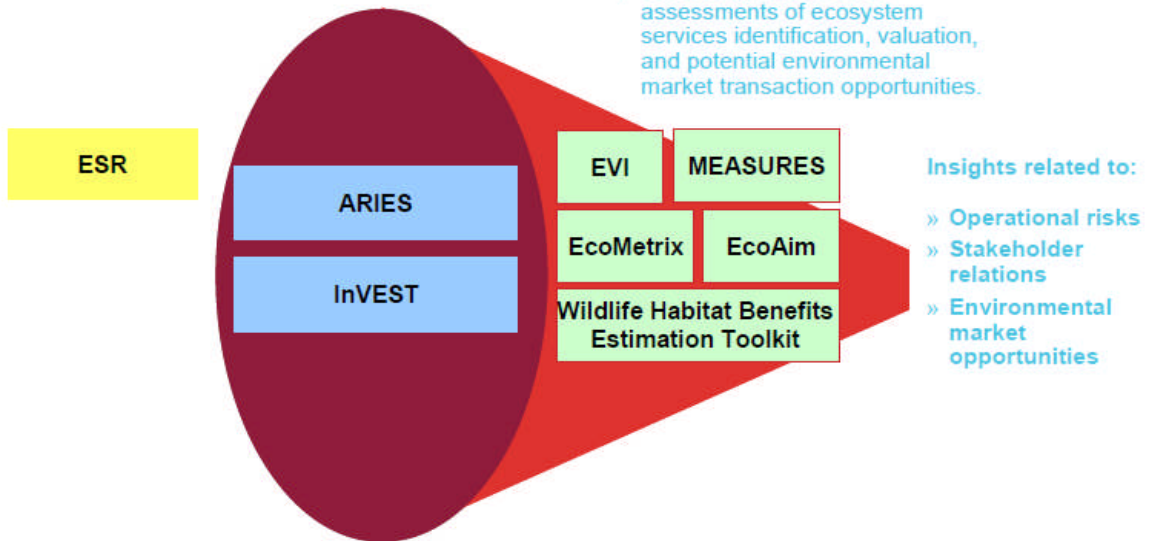 assessments of ecosystem
services identification, valuation,
and potential environmental
market transaction opportunities.
ESR
ARIES
InVEST
EVI
MEASURES
EcoMetrix
EcoAim
Wildlife Habitat Benefits
Estimation Toolkit
Insights related to:
» Operational risks
» Stakeholder
relations
» Environmental
market
opportunities